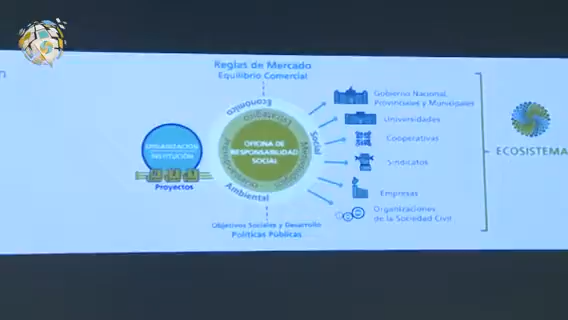 Reglas de Mercado
Equilibrio Comercial
Económico
Social
Ambiental
Estratégico
OFICINA DE
RESPONSABILIDAD
SOCIAL
ORGANIZACIÓN
INSTITUCIÓN
Proyectos
Objetivos Sociales y Desarrollo
Políticas Públicas
Gobierno Nacional,
Provinciales y Municipales
Universidades
Cooperativas
Sindicatos
Empresas
Organizaciones
de la Sociedad Civil
ECOSISTEMA